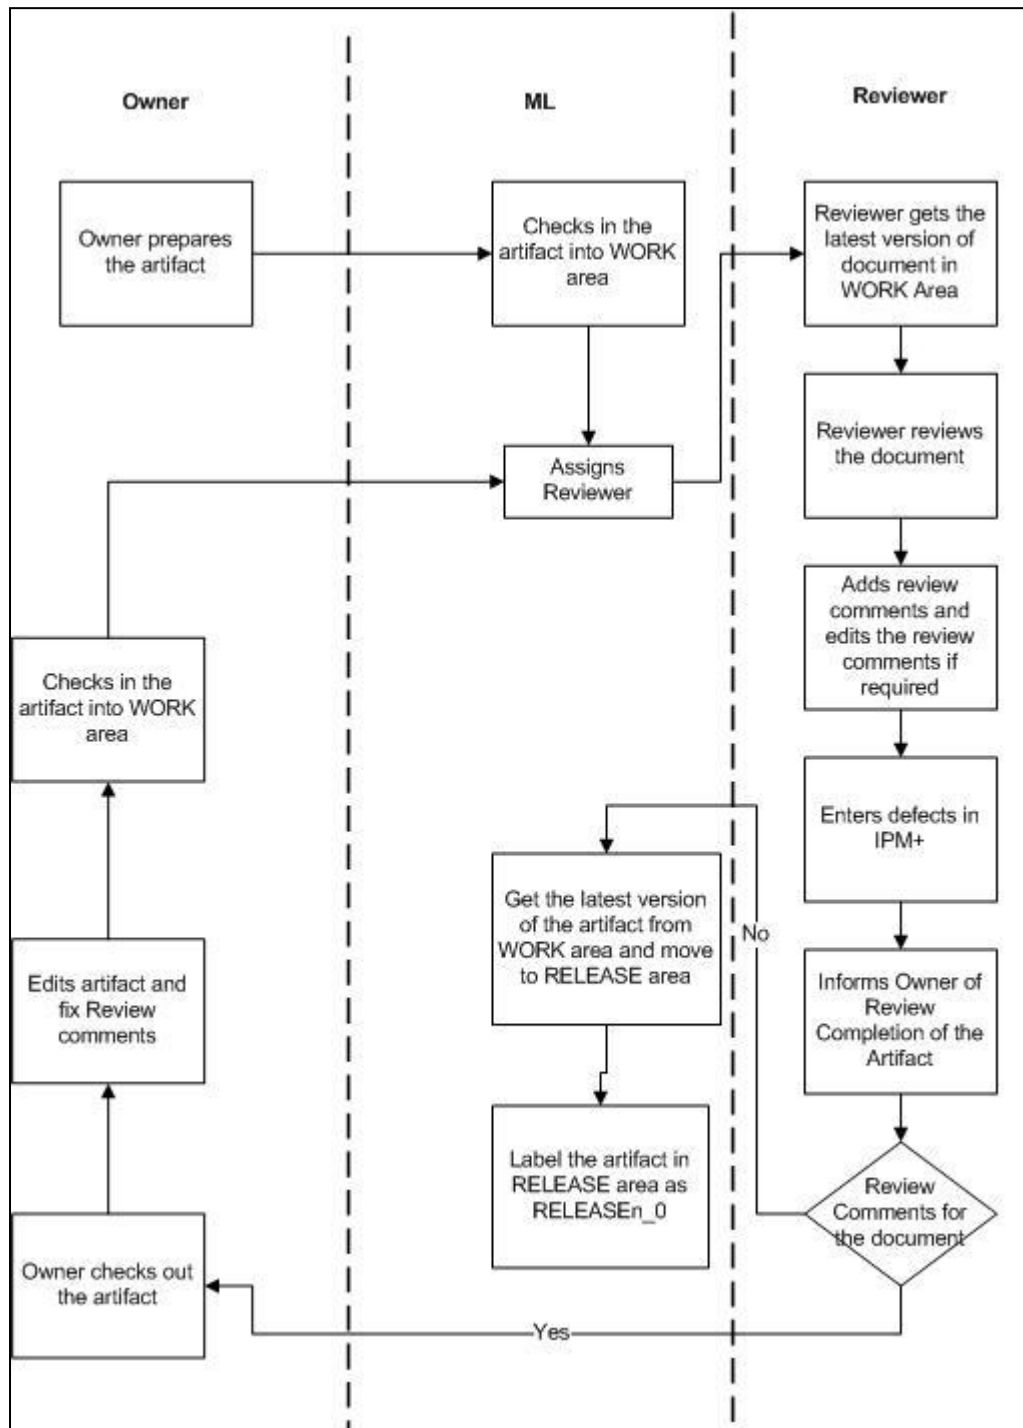 Owner
ML
Reviewer
Owner prepares
the artifact
Checks in the
artifact into WORK
area
Reviewer gets the
latest version of
document in
WORK Area
Reviewer reviews
the document
Assigns
Reviewer
Adds review
comments and
edits the review
comments if
required
Checks in the
artifact into WORK
area
Enters defects in
IPM+
Get the latest version
of the artifact from
WORK area and move
to RELEASE area
No
Edits artifact and
fix Review
comments
Informs Owner of
Review
Completion of the
Artifact
Label the artifact in
RELEASE area as
RELEASEn_0
Review
Comments for
the document
Owner checks out
the artifact
Yes